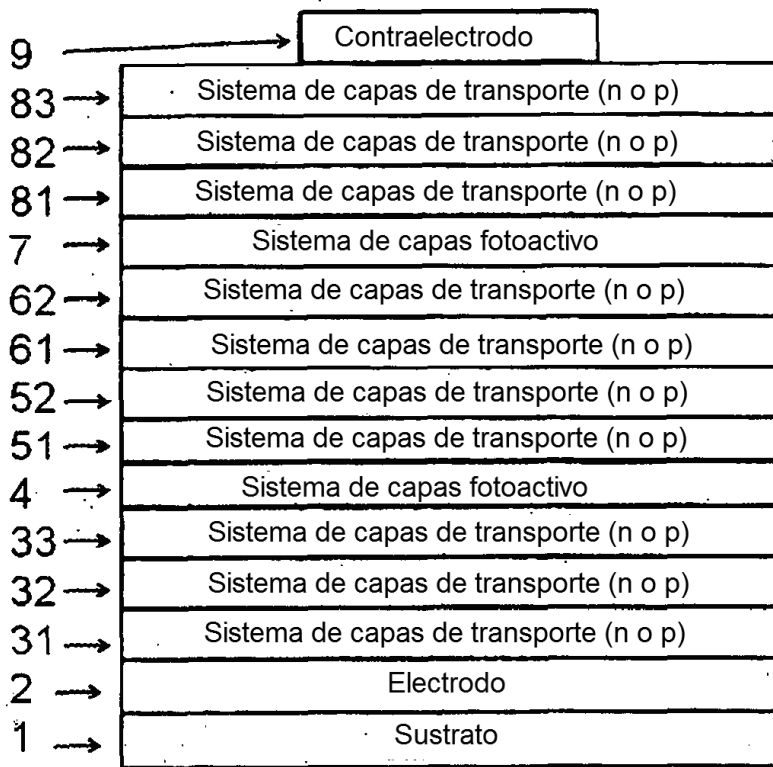 9 Contraelectrodo
83 Sistema de capas de transporte (n o p)
82 Sistema de capas de transporte (n o p)
81 Sistema de capas de transporte (n o p)
7 Sistema de capas fotoactivo
62 Sistema de capas de transporte (n o p)
61 Sistema de capas de transporte (n o p)
52 Sistema de capas de transporte (n o p)
51 Sistema de capas de transporte (n o p)
4 Sistema de capas fotoactivo
33 Sistema de capas de transporte (n o p)
32 Sistema de capas de transporte (n o p)
31 Sistema de capas de transporte (n o p)
2 Electrodo
1 Sustrato